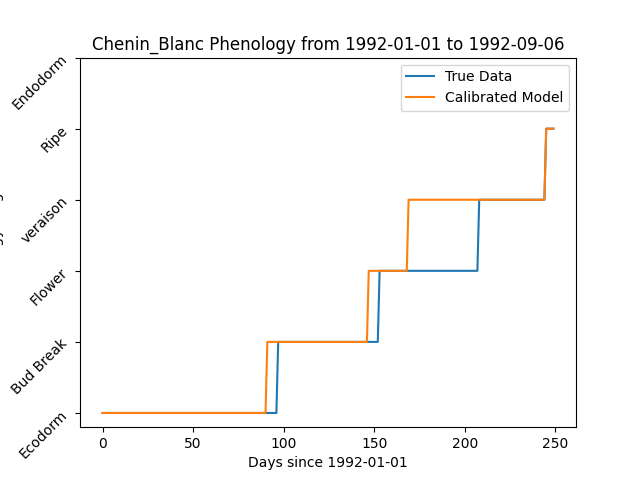 Chenin_Blanc Phenology from 1992-01-01 to 1992-09-06
True Data
Calibrated Model
Endodorm
Ripe
veraison
Flower
Bud Break
Ecodorm
0 50 100 150 200 250
Days since 1992-01-01